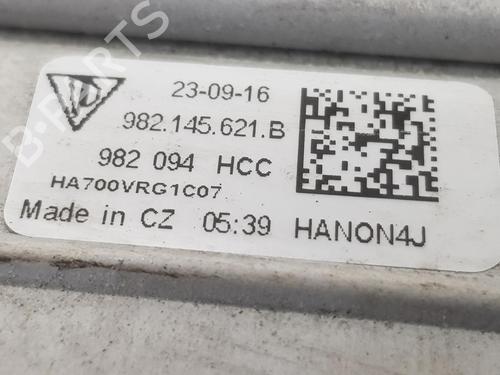 B-PARTS
23-09-16
982.145.621.B
982 094 HCC
HA700VRG1C07
Made in CZ 05:39 HANON4J